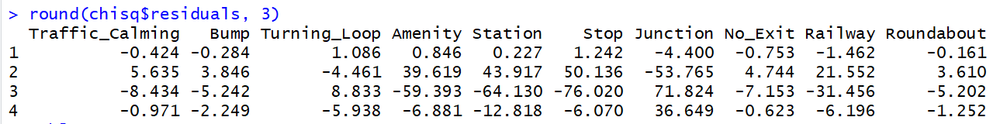 > round(chisq$residuals, 3)
Traffic_Calming Bump Turning_Loop Amenity Station Stop Junction No_Exit Railway Roundabout
1 -0.424 -0.284 1.086 0.846 0.227 1.242 -4.400 -0.753 -1.462 -0.161
2 5.635 3.846 -4.461 39.619 43.917 50.136 -53.765 4.744 21.552 3.610
3 -8.434 -5.242 8.833 -59.393 -64.130 -76.020 71.824 -7.153 -31.456 -5.202
4 -0.971 -2.249 -5.938 -6.881 -12.818 -6.070 36.649 -0.623 -6.196 -1.252